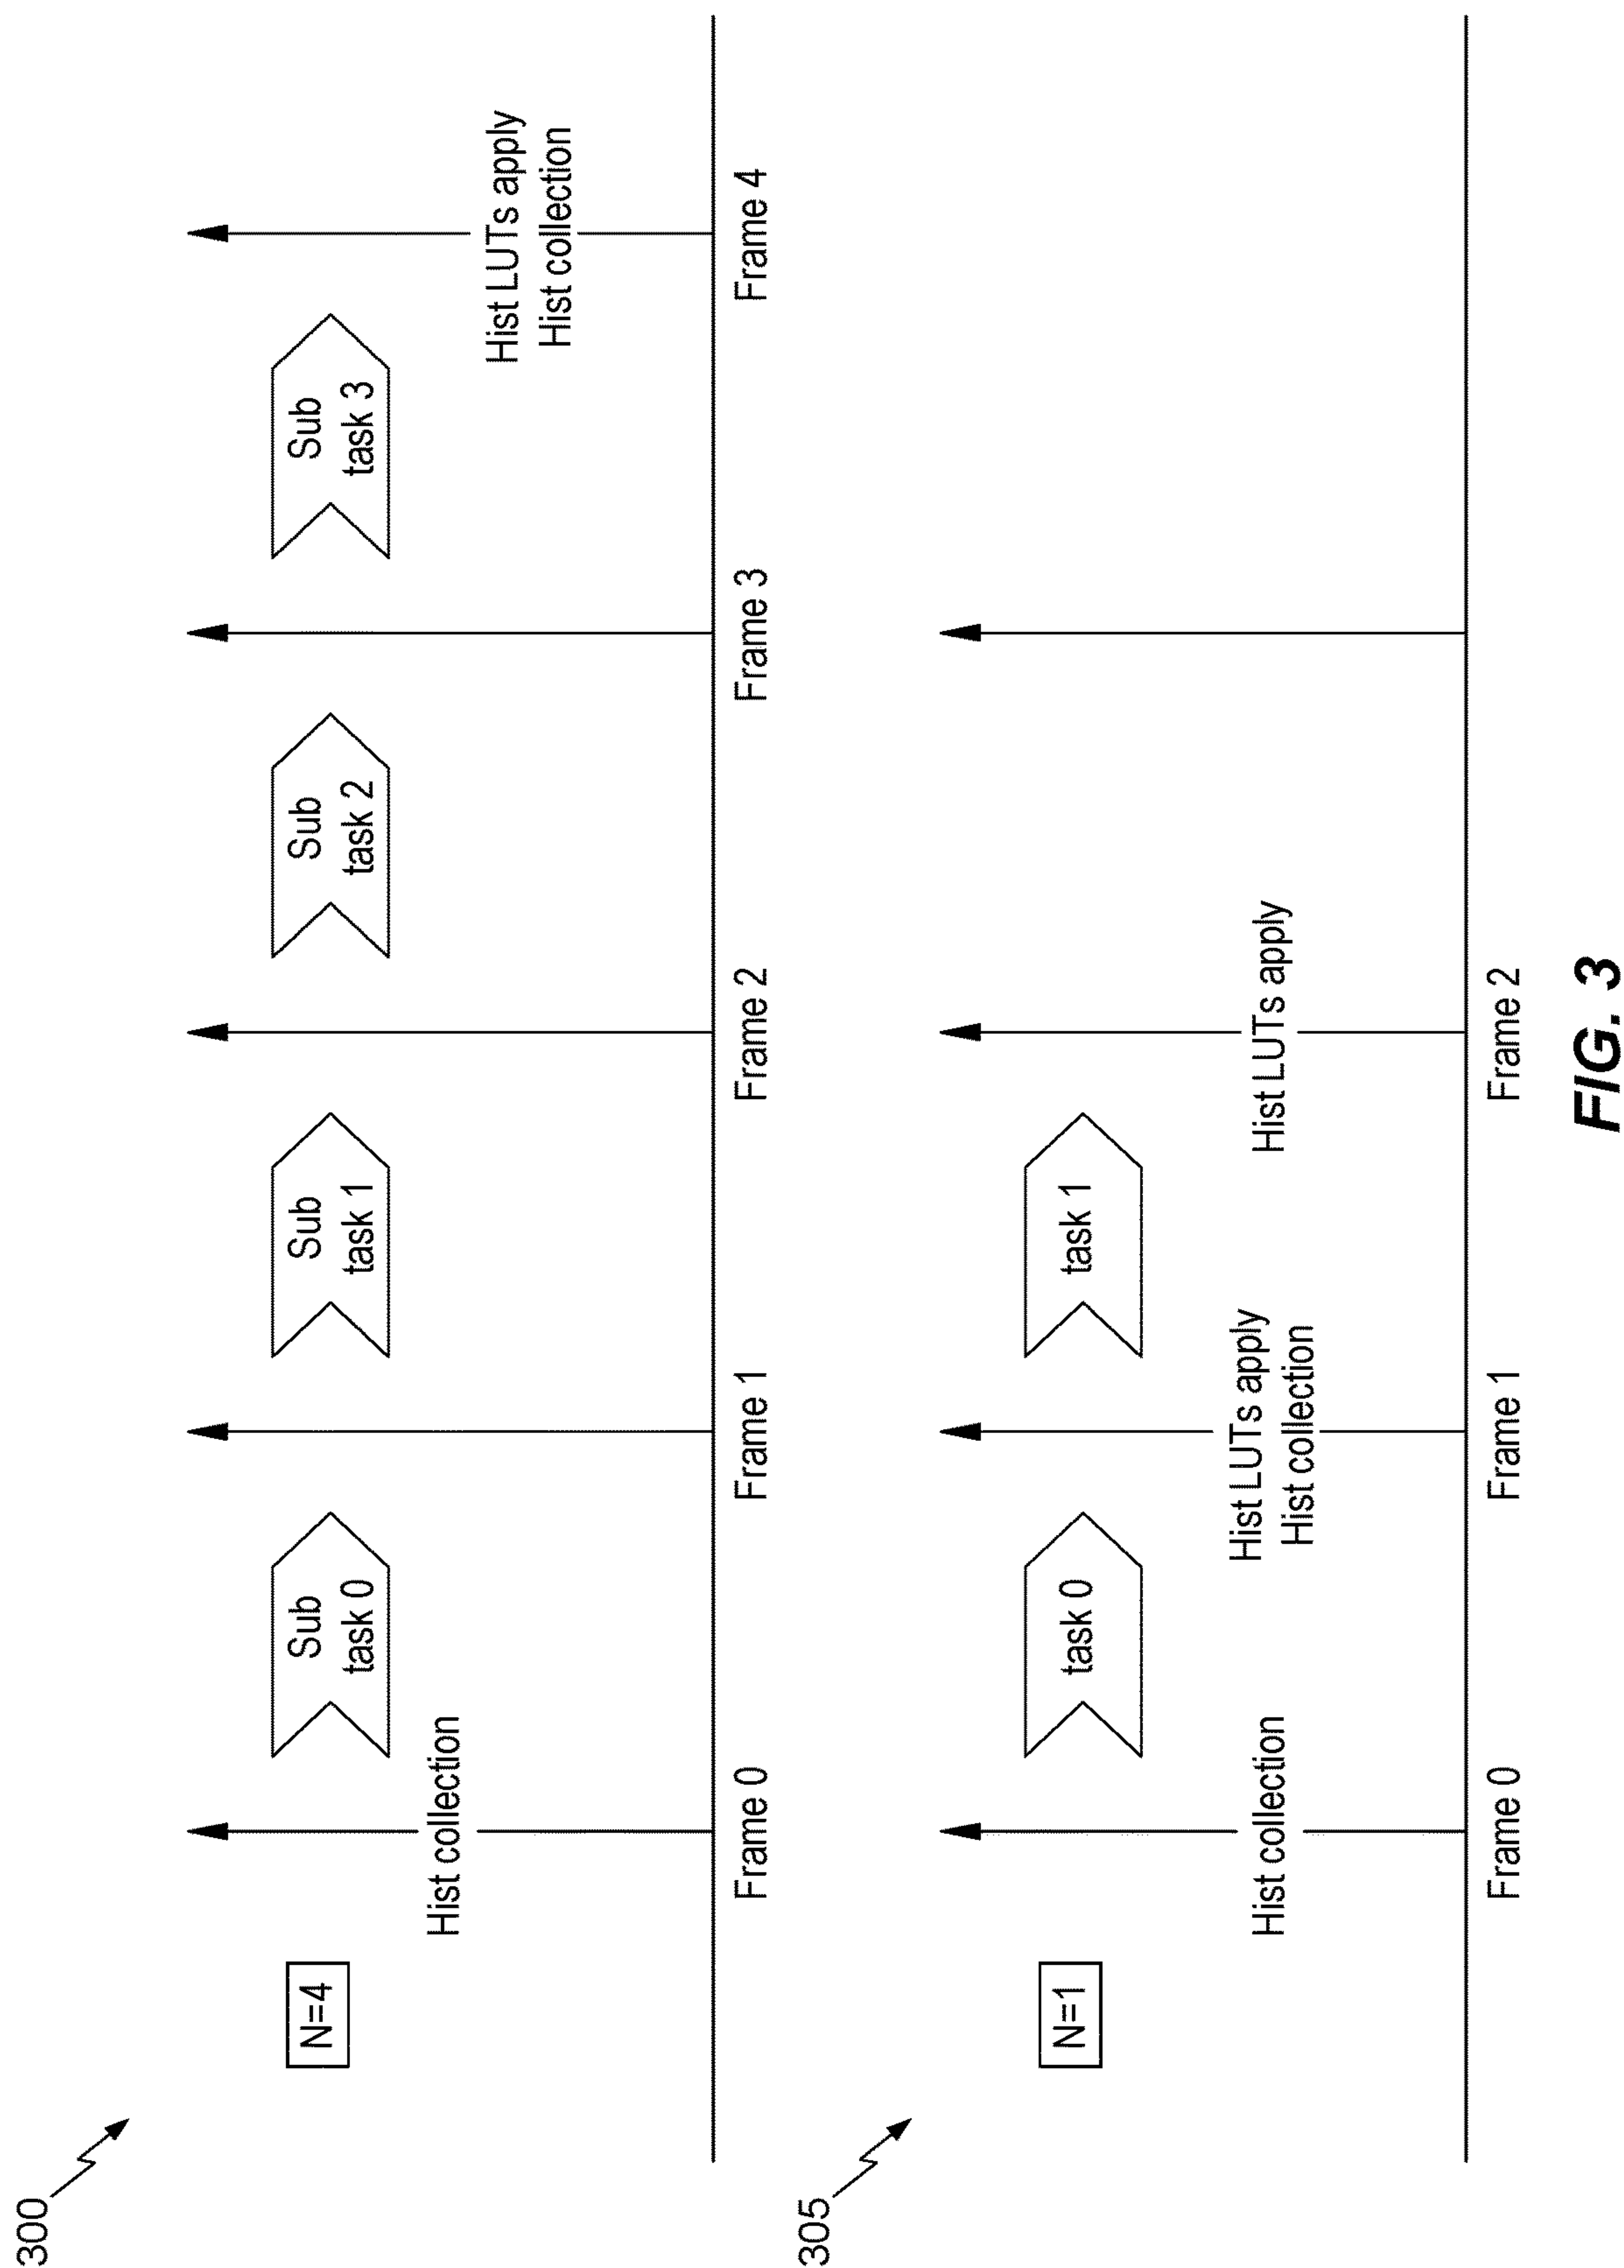 300
N=4
Sub
task 0
Sub
task 1
Sub
task 2
Sub
task 3
Hist collection
Hist LUTs apply
Hist collection
Frame 0
Frame 1
Frame 2
Frame 3
Frame 4
305
N=1
task 0
task 1
Hist collection
Hist LUTs apply
Hist collection
Hist LUTs apply
Frame 0
Frame 1
Frame 2
FIG. 3